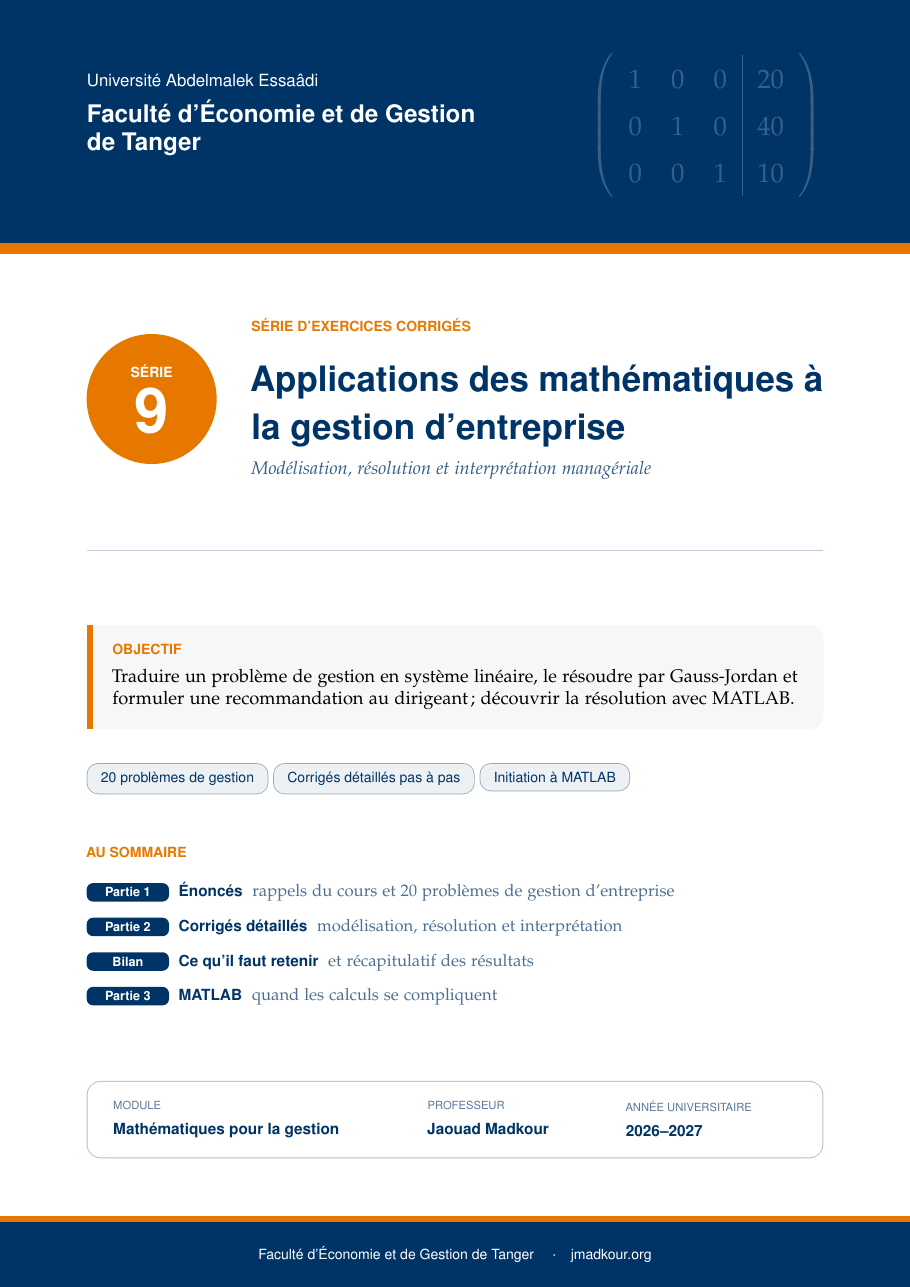 Université Abdelmalek Essaâdi
Faculté d'Économie et de Gestion
de Tanger
1 0 0 20
0 1 0 40
0 0 1 10
SÉRIE D'EXERCICES CORRIGÉS
SÉRIE
9
Applications des mathématiques à
la gestion d'entreprise
Modélisation, résolution et interprétation managériale
OBJECTIF
Traduire un problème de gestion en système linéaire, le résoudre par Gauss-Jordan et
formuler une recommandation au dirigeant ; découvrir la résolution avec MATLAB.
20 problèmes de gestion Corrigés détaillés pas à pas Initiation à MATLAB
AU SOMMAIRE
Partie 1 Énoncés rappels du cours et 20 problèmes de gestion d'entreprise
Partie 2 Corrigés détaillés modélisation, résolution et interprétation
Bilan Ce qu'il faut retenir et récapitulatif des résultats
Partie 3 MATLAB quand les calculs se compliquent
MODULE PROFESSEUR ANNÉE UNIVERSITAIRE
Mathématiques pour la gestion Jaouad Madkour 2026–2027
Faculté d'Économie et de Gestion de Tanger · jmadkour.org